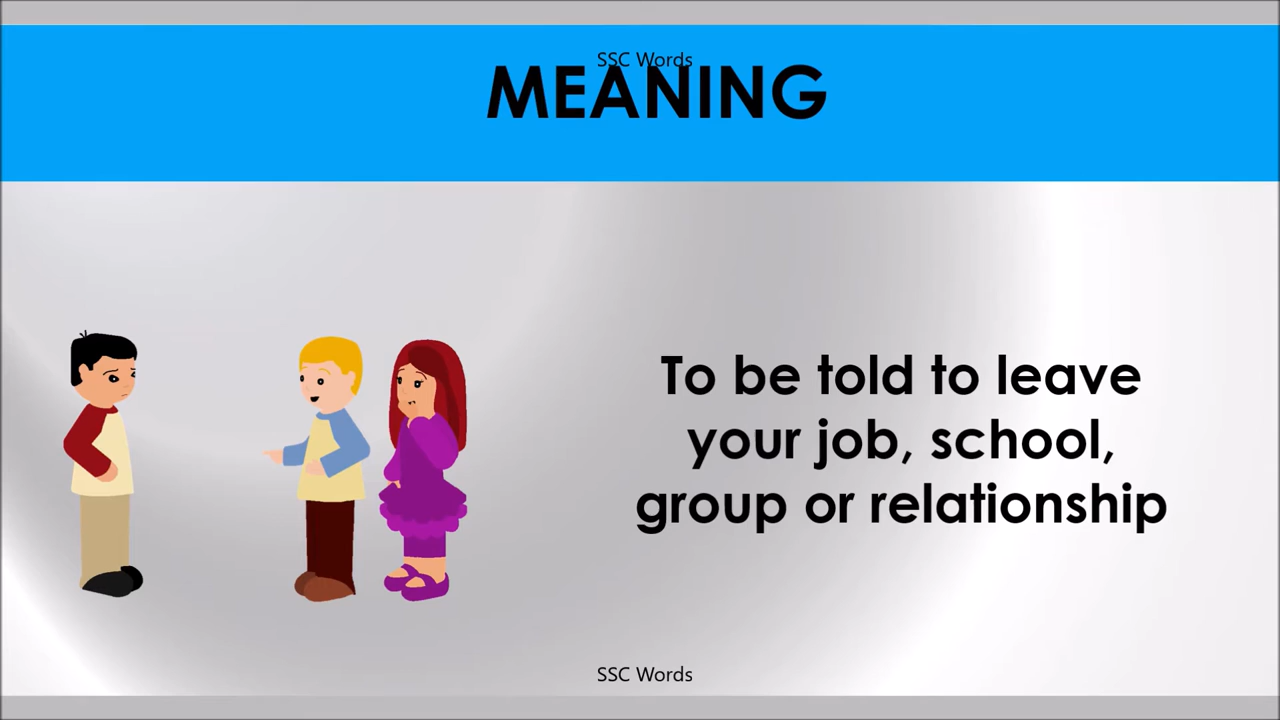 SSC Words
MEANING
To be told to leave
your job, school,
group or relationship
SSC Words